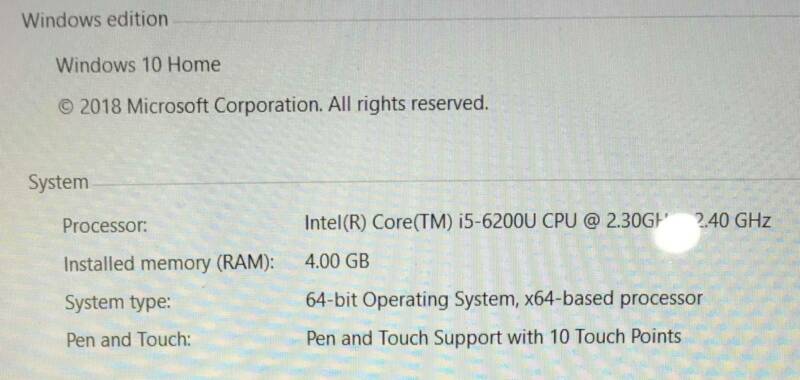 Windows edition
Windows 10 Home
© 2018 Microsoft Corporation. All rights reserved.
System
Processor: Intel(R) Core(TM) i5-6200U CPU @ 2.30GH 2.40 GHz
Installed memory (RAM): 4.00 GB
System type: 64-bit Operating System, x64-based processor
Pen and Touch: Pen and Touch Support with 10 Touch Points